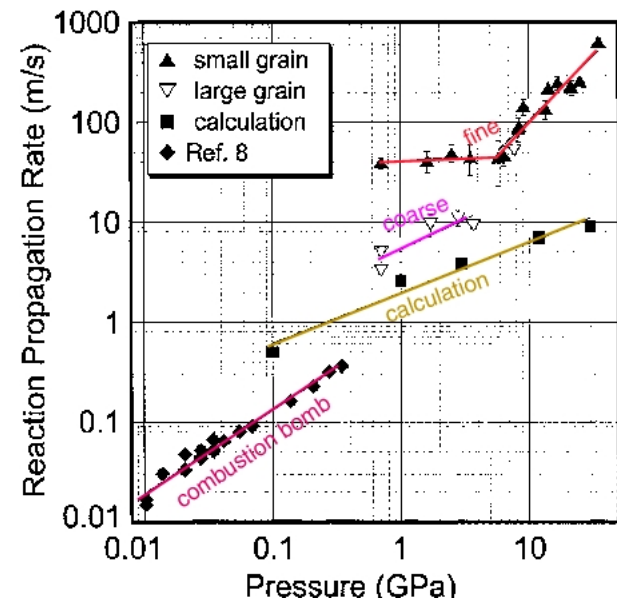 1000
100
10
1
0.1
0.01
Reaction Propagation Rate (m/s)
small grain
large grain
calculation
Ref. 8
fine
coarse
calculation
combustion bomb
0.01
0.1
1
10
Pressure (GPa)